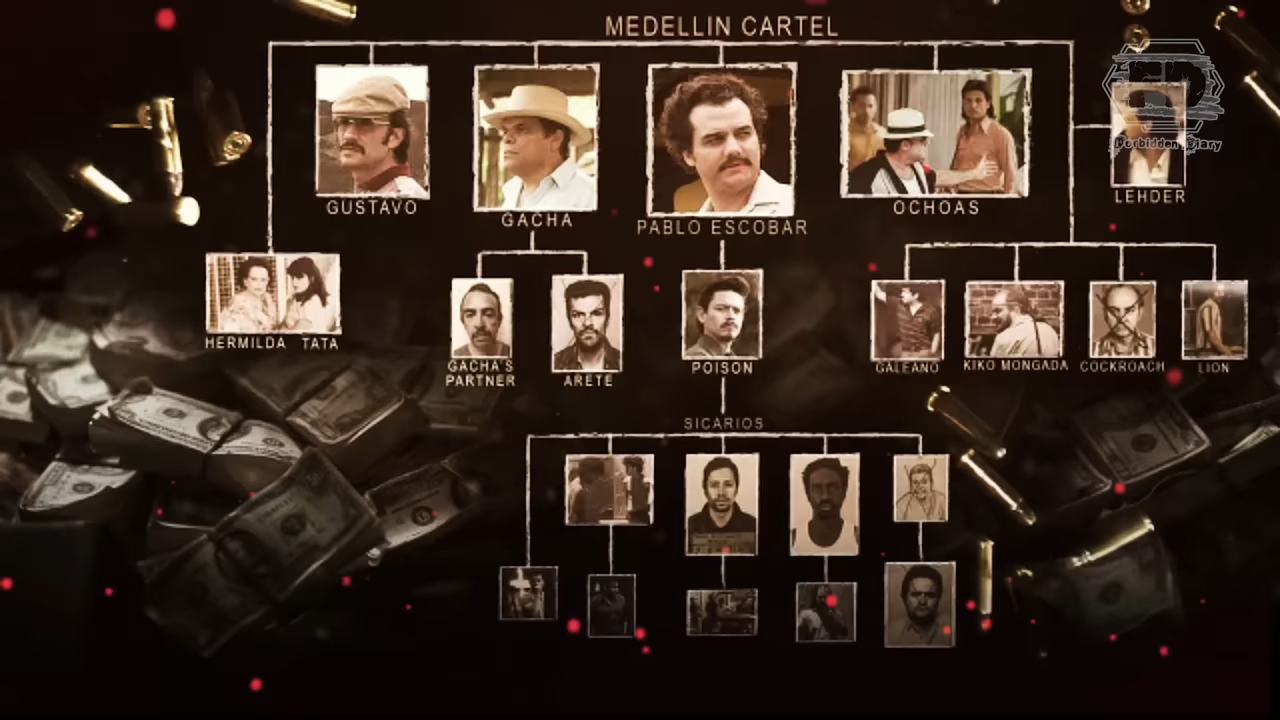 MEDELLIN CARTEL
Forbidden Diary
GUSTAVO
GACHA
PABLO ESCOBAR
OCHOAS
LEHDER
HERMILDA TATA
GACHA'S
PARTNER
ARETE
POISON
GALEANO
KIKO MONGADA
COCKROACH
LION
SICARIOS